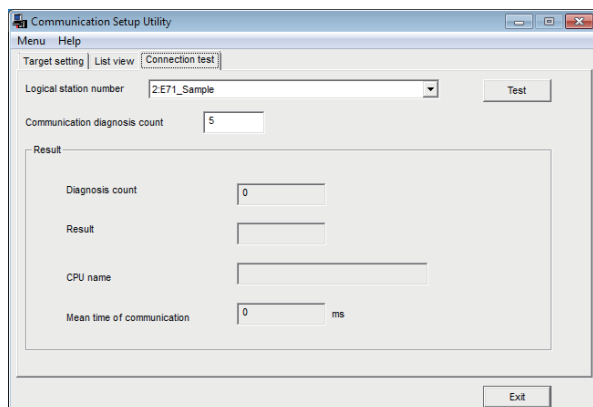 Communication Setup Utility
Menu Help
Target setting List view Connection test
Logical station number 2:E71_Sample Test
Communication diagnosis count 5
Result
Diagnosis count 0
Result
CPU name
Mean time of communication 0 ms
Exit